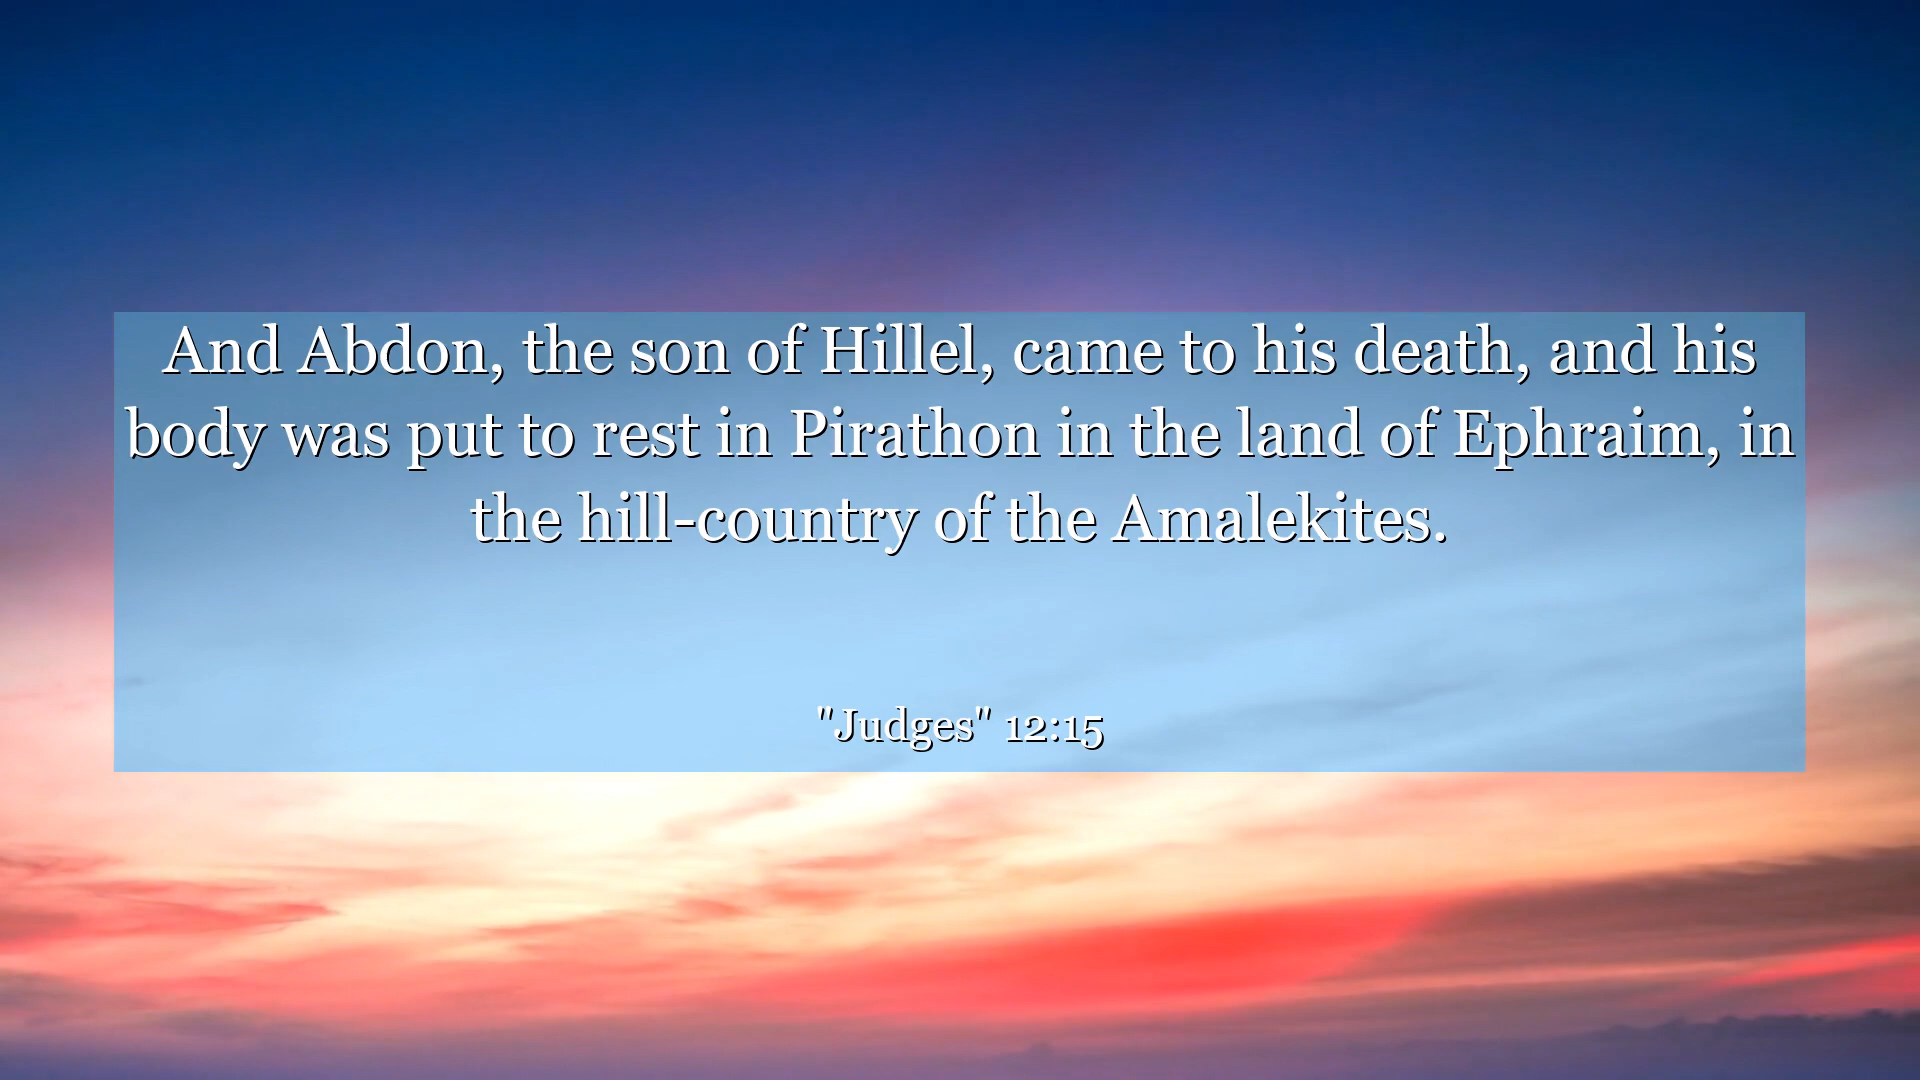 And Abdon, the son of Hillel, came to his death, and his
body was put to rest in Pirathon in the land of Ephraim, in
the hill-country of the Amalekites.
"Judges" 12:15